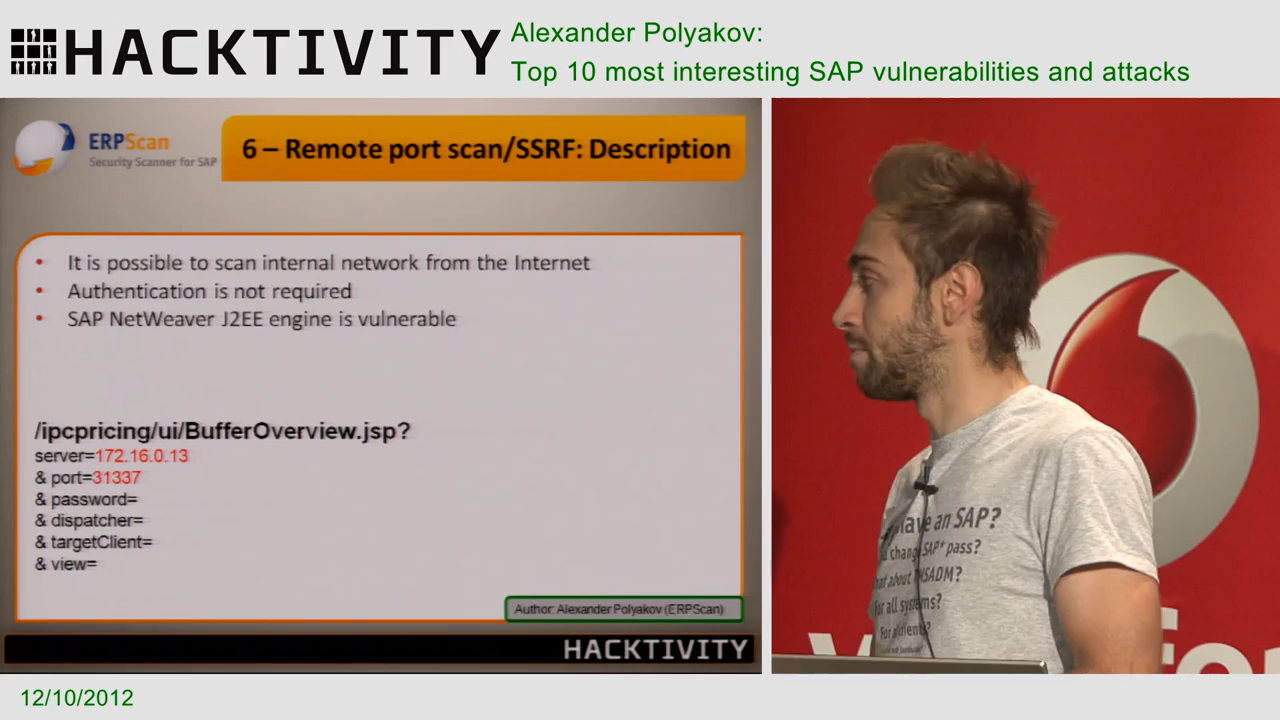 HACKTIVITY
Alexander Polyakov:
Top 10 most interesting SAP vulnerabilities and attacks
ERPScan
Security Scanner for SAP
6 – Remote port scan/SSRF: Description
• It is possible to scan internal network from the Internet
• Authentication is not required
• SAP NetWeaver J2EE engine is vulnerable
/ipcpricing/ui/BufferOverview.jsp?
server=172.16.0.13
& port=31337
& password=
& dispatcher=
& targetClient=
& view=
Author: Alexander Polyakov (ERPScan)
HACKTIVITY
an SAP?
SAP* pass?
about
for all systems?
For
12/10/2012